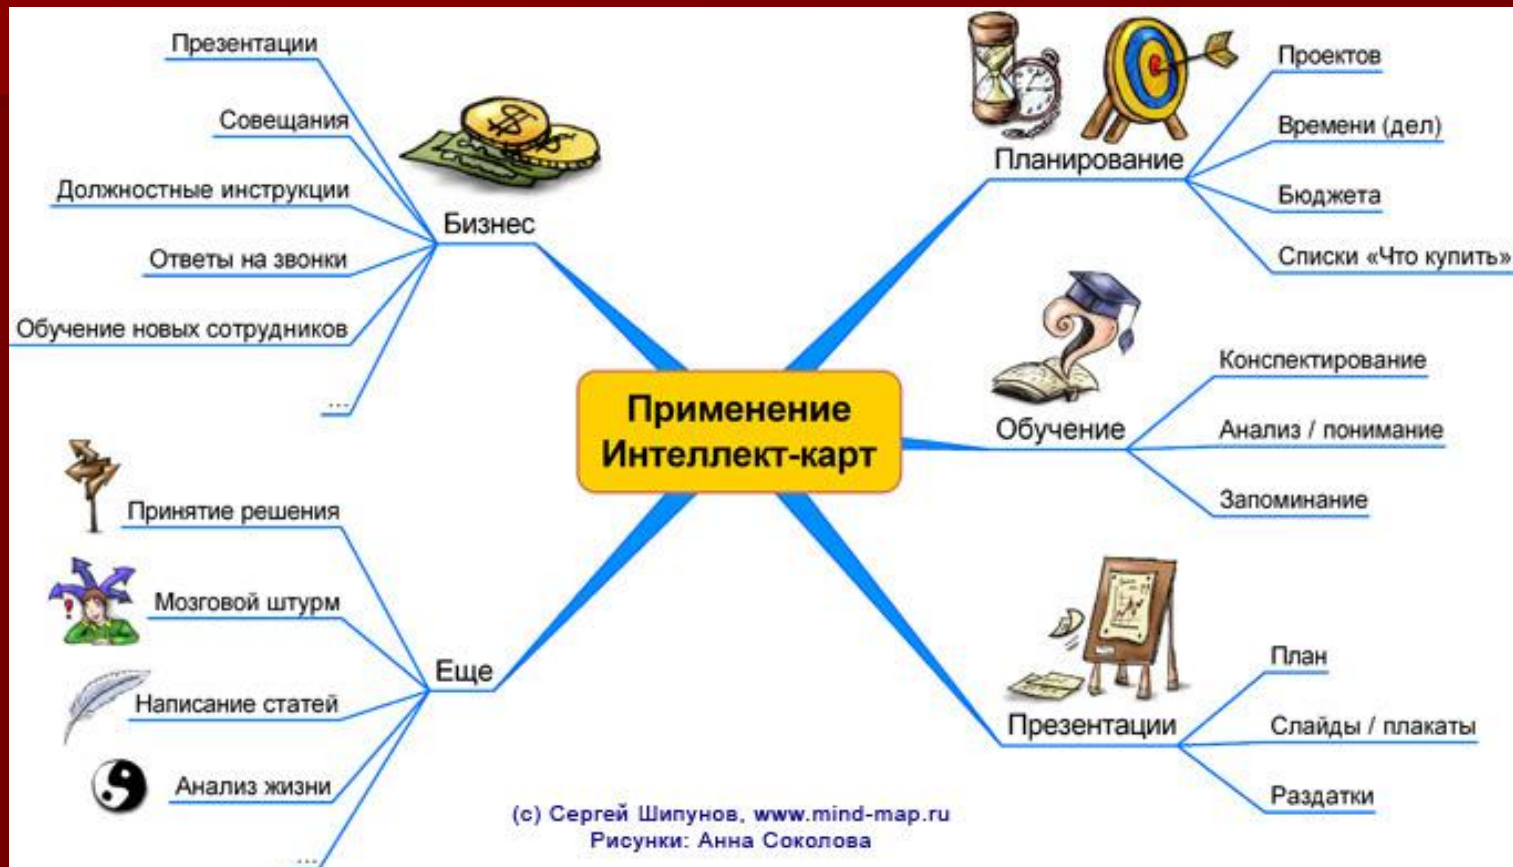 Применение
Интеллект-карт
Планирование
Проектов
Времени (дел)
Бюджета
Списки «Что купить»
Обучение
Конспектирование
Анализ / понимание
Запоминание
Презентации
План
Слайды / плакаты
Раздатки
Бизнес
Презентации
Совещания
Должностные инструкции
Ответы на звонки
Обучение новых сотрудников
...
Еще
Принятие решения
Мозговой штурм
Написание статей
Анализ жизни
...
(с) Сергей Шипунов, www.mind-map.ru
Рисунки: Анна Соколова